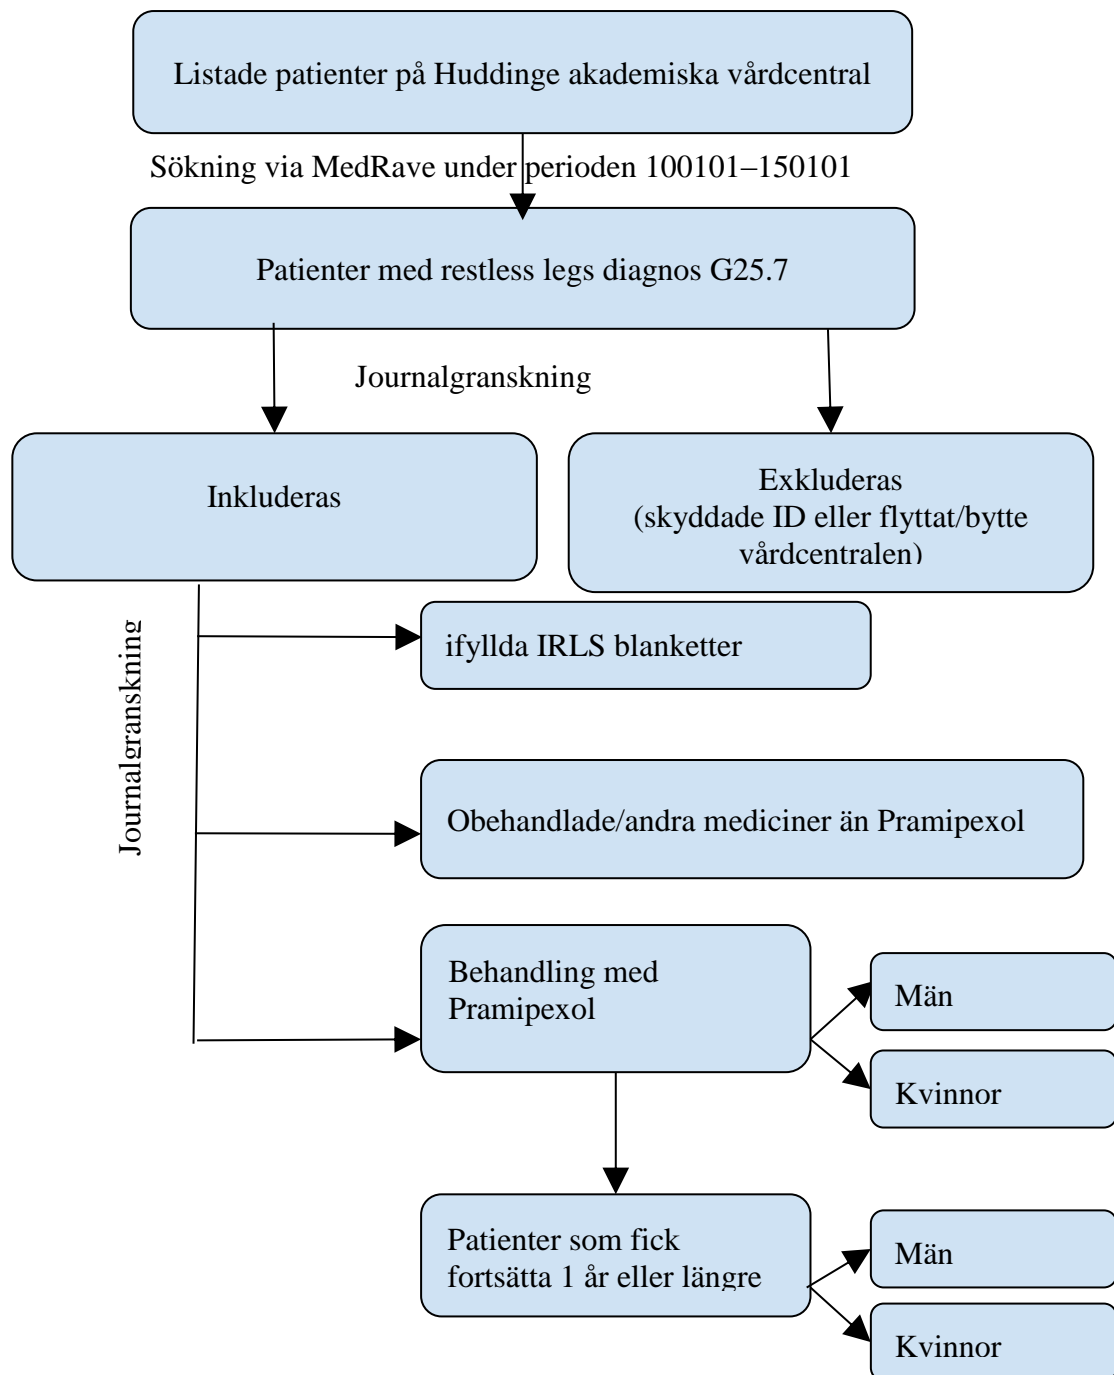 Listade patienter på Huddinge akademiska vårdcentral
Sökning via MedRave under perioden 100101–150101
Patienter med restless legs diagnos G25.7
Journalgranskning
Inkluderas
Exkluderas
(skyddade ID eller flyttat/bytte
vårdcentralen)
Journalgranskning
ifyllda IRLS blanketter
Obehandlade/andra mediciner än Pramipexol
Behandling med
Pramipexol
Män
Kvinnor
Patienter som fick
fortsätta 1 år eller längre
Män
Kvinnor